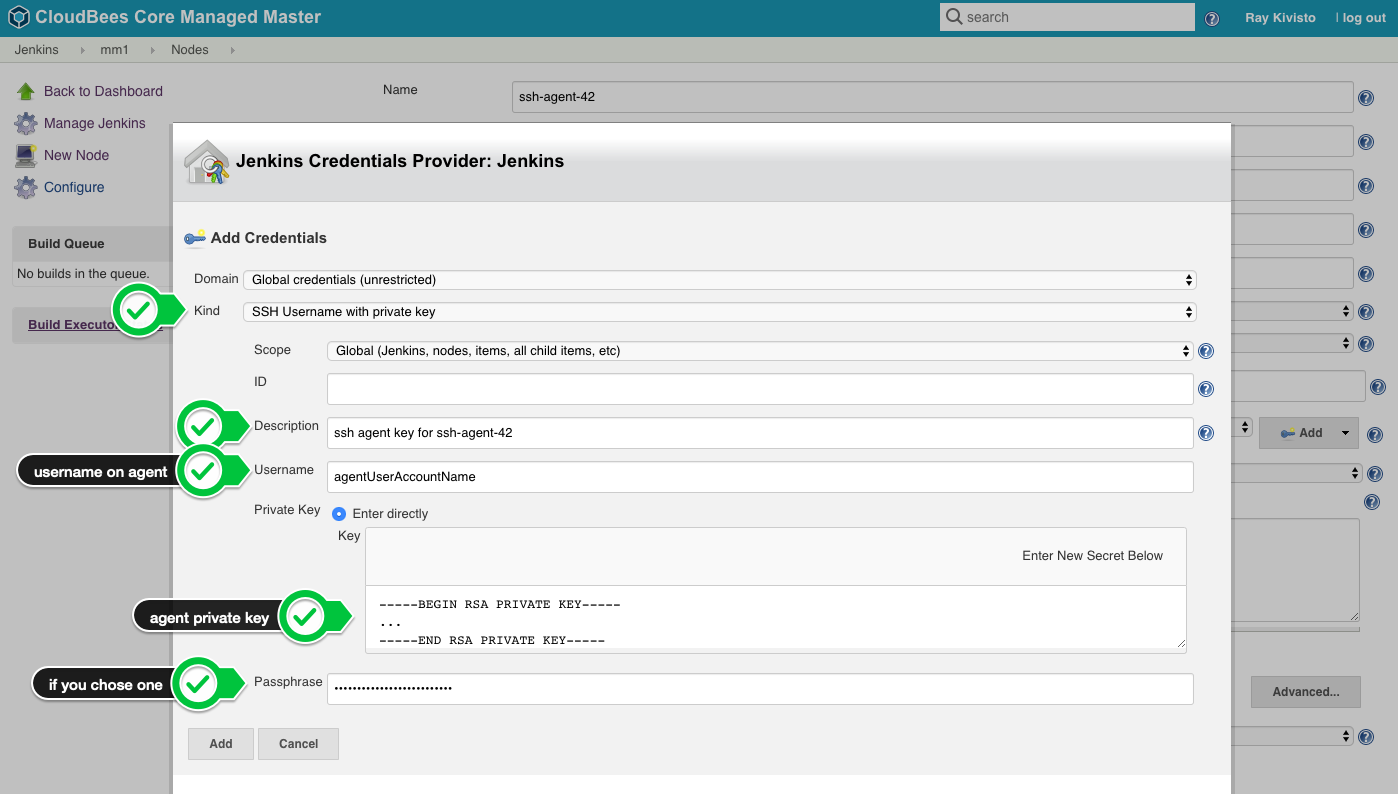 CloudBees Core Managed Master
search
Ray Kivisto | log out
Jenkins mm1 Nodes
Back to Dashboard
Manage Jenkins
New Node
Configure
Build Queue
No builds in the queue.
Build Executo
Name ssh-agent-42
Jenkins Credentials Provider: Jenkins
Add Credentials
Domain Global credentials (unrestricted)
Kind SSH Username with private key
Scope Global (Jenkins, nodes, items, all child items, etc)
ID
Description ssh agent key for ssh-agent-42
username on agent Username agentUserAccountName
Private Key Enter directly
Key
Enter New Secret Below
-----BEGIN RSA PRIVATE KEY-----
...
-----END RSA PRIVATE KEY-----
agent private key
if you chose one Passphrase ••••••••••••••••••••••••••
Add Cancel
Add
Advanced...